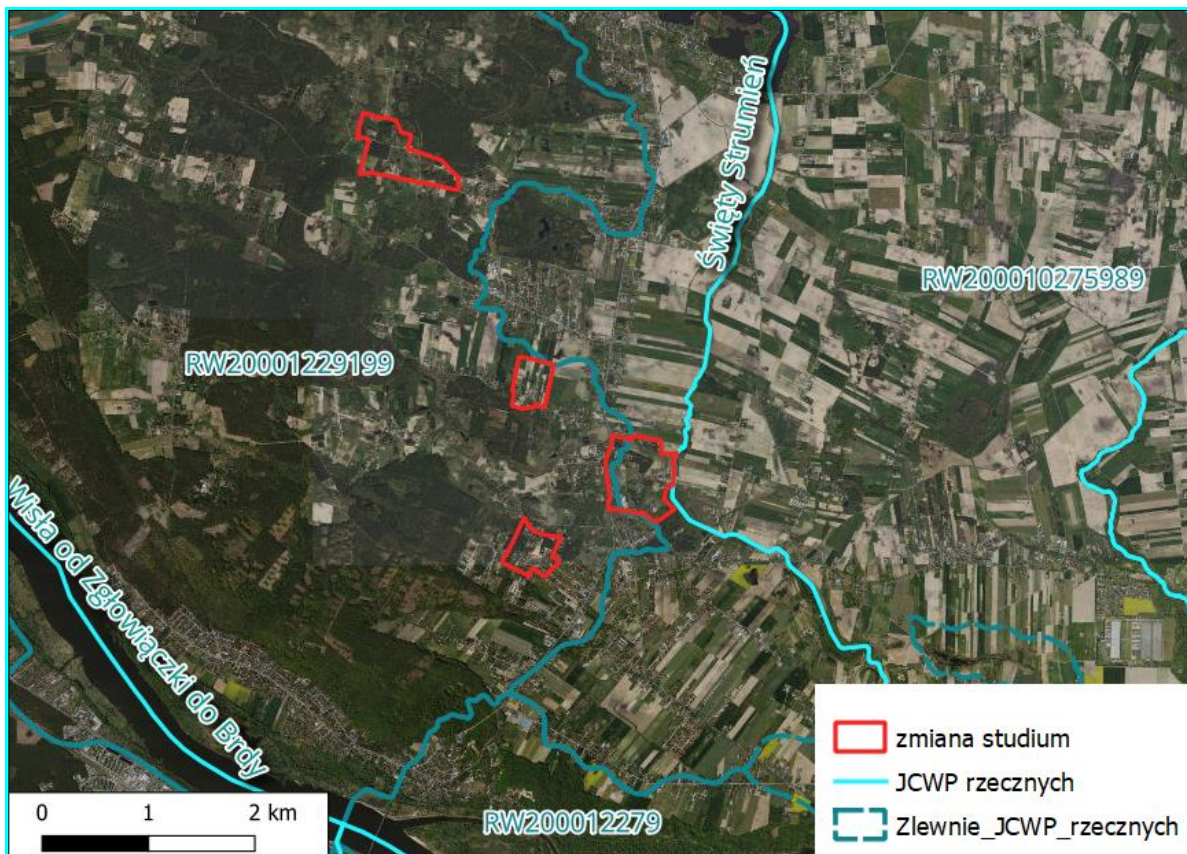 Święty Strumień
RW200010275989
RW20001229199
Wisła od Zgłowiączki do Brdy
RW200012279
0 1 2 km
zmiana studium
JCWP rzecznych
Zlewnie_JCWP_rzecznych